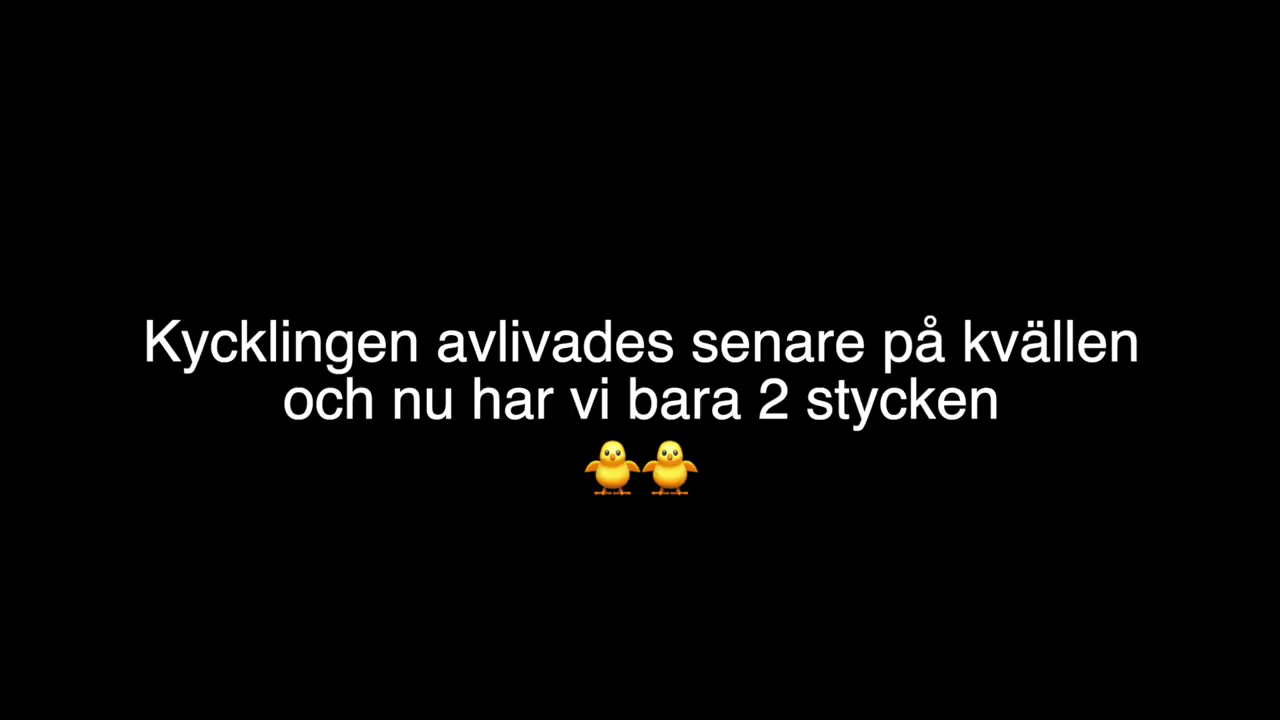 Kycklingen avlivades senare på kvällen
och nu har vi bara 2 stycken
🐥🐥